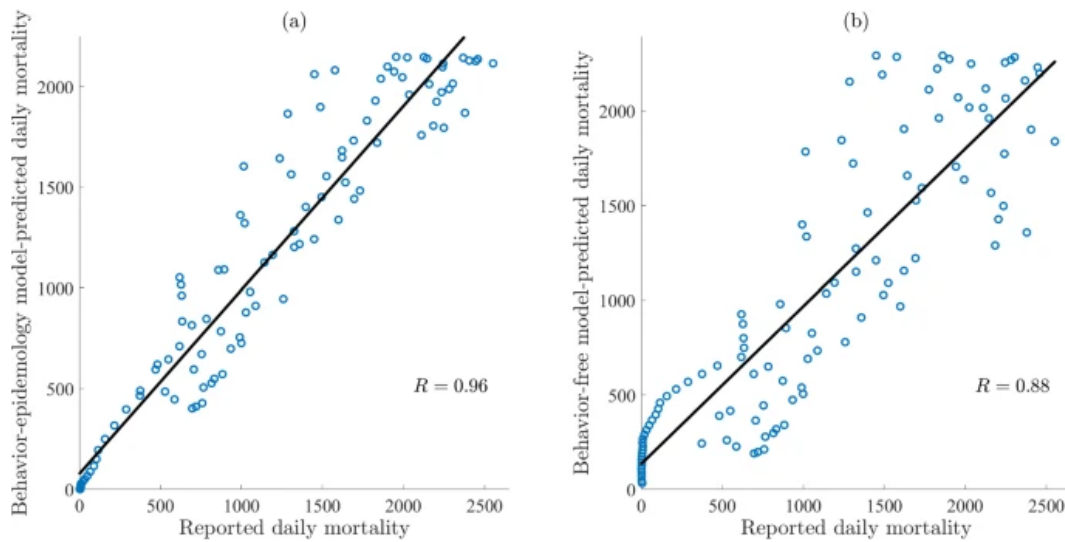 (a)
Behavior-epidemology model-predicted daily mortality
2000
1500
1000
500
0
R = 0.96
0 500 1000 1500 2000 2500
Reported daily mortality
(b)
Behavior-free model-predicted daily mortality
2000
1500
1000
500
0
R = 0.88
0 500 1000 1500 2000 2500
Reported daily mortality